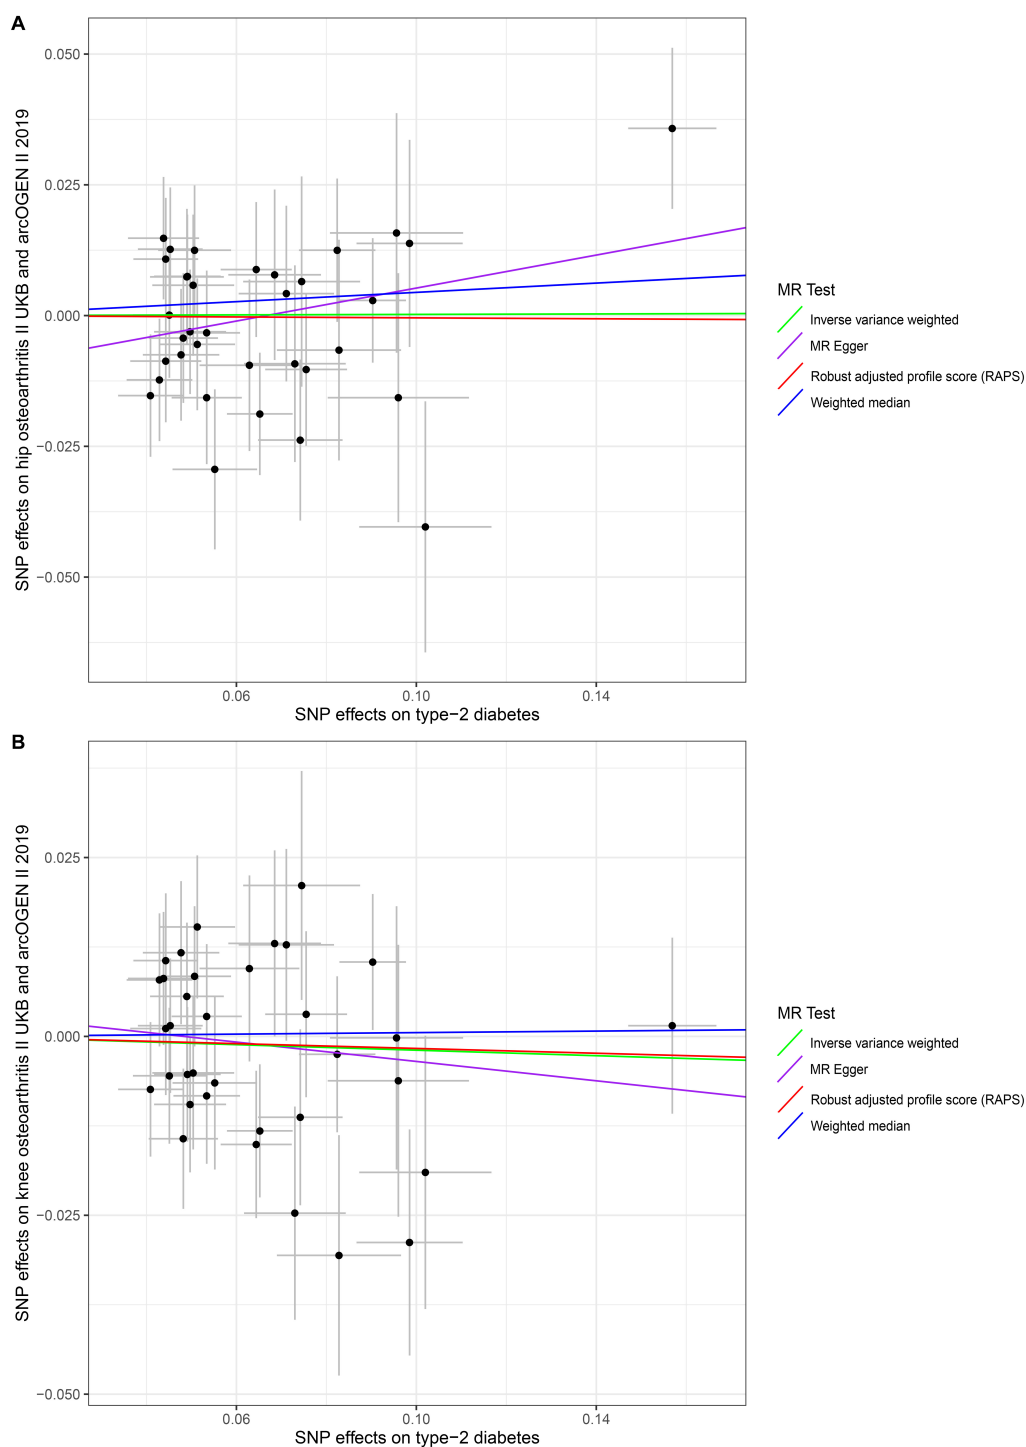 A
SNP effects on hip osteoarthritis II UKB and arcOGEN II 2019
0.050
0.025
0.000
−0.025
−0.050
0.06
0.10
0.14
SNP effects on type−2 diabetes
MR Test
Inverse variance weighted
MR Egger
Robust adjusted profile score (RAPS)
Weighted median
B
SNP effects on knee osteoarthritis II UKB and arcOGEN II 2019
0.025
0.000
−0.025
−0.050
0.06
0.10
0.14
SNP effects on type−2 diabetes
MR Test
Inverse variance weighted
MR Egger
Robust adjusted profile score (RAPS)
Weighted median